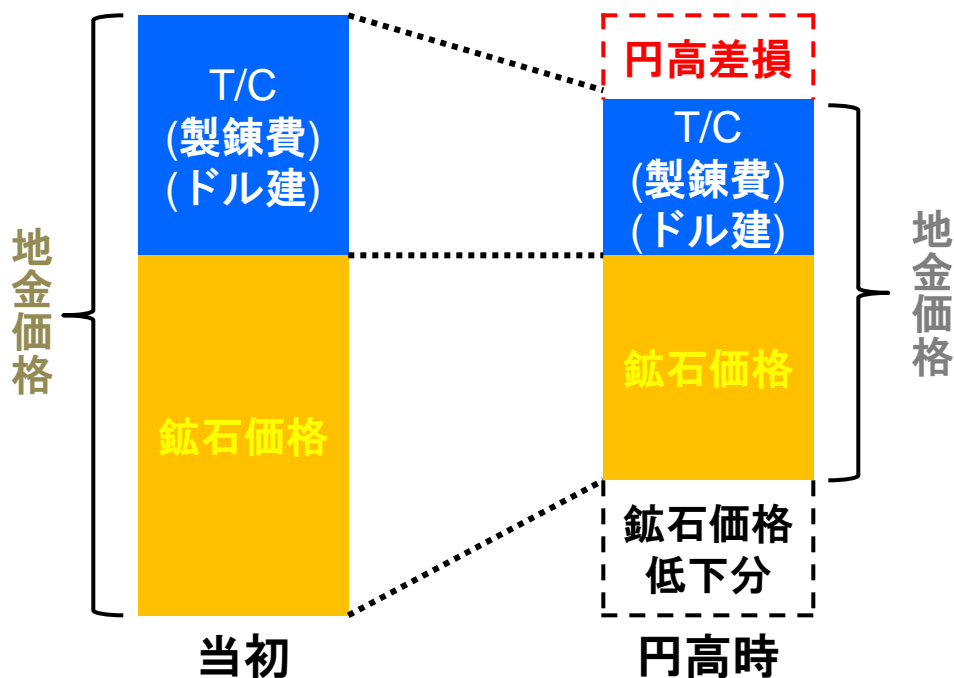 地金価格
T/C
(製錬費)
(ドル建)
鉱石価格
当初
円高差損
T/C
(製錬費)
(ドル建)
鉱石価格
鉱石価格
低下分
円高時
地金価格